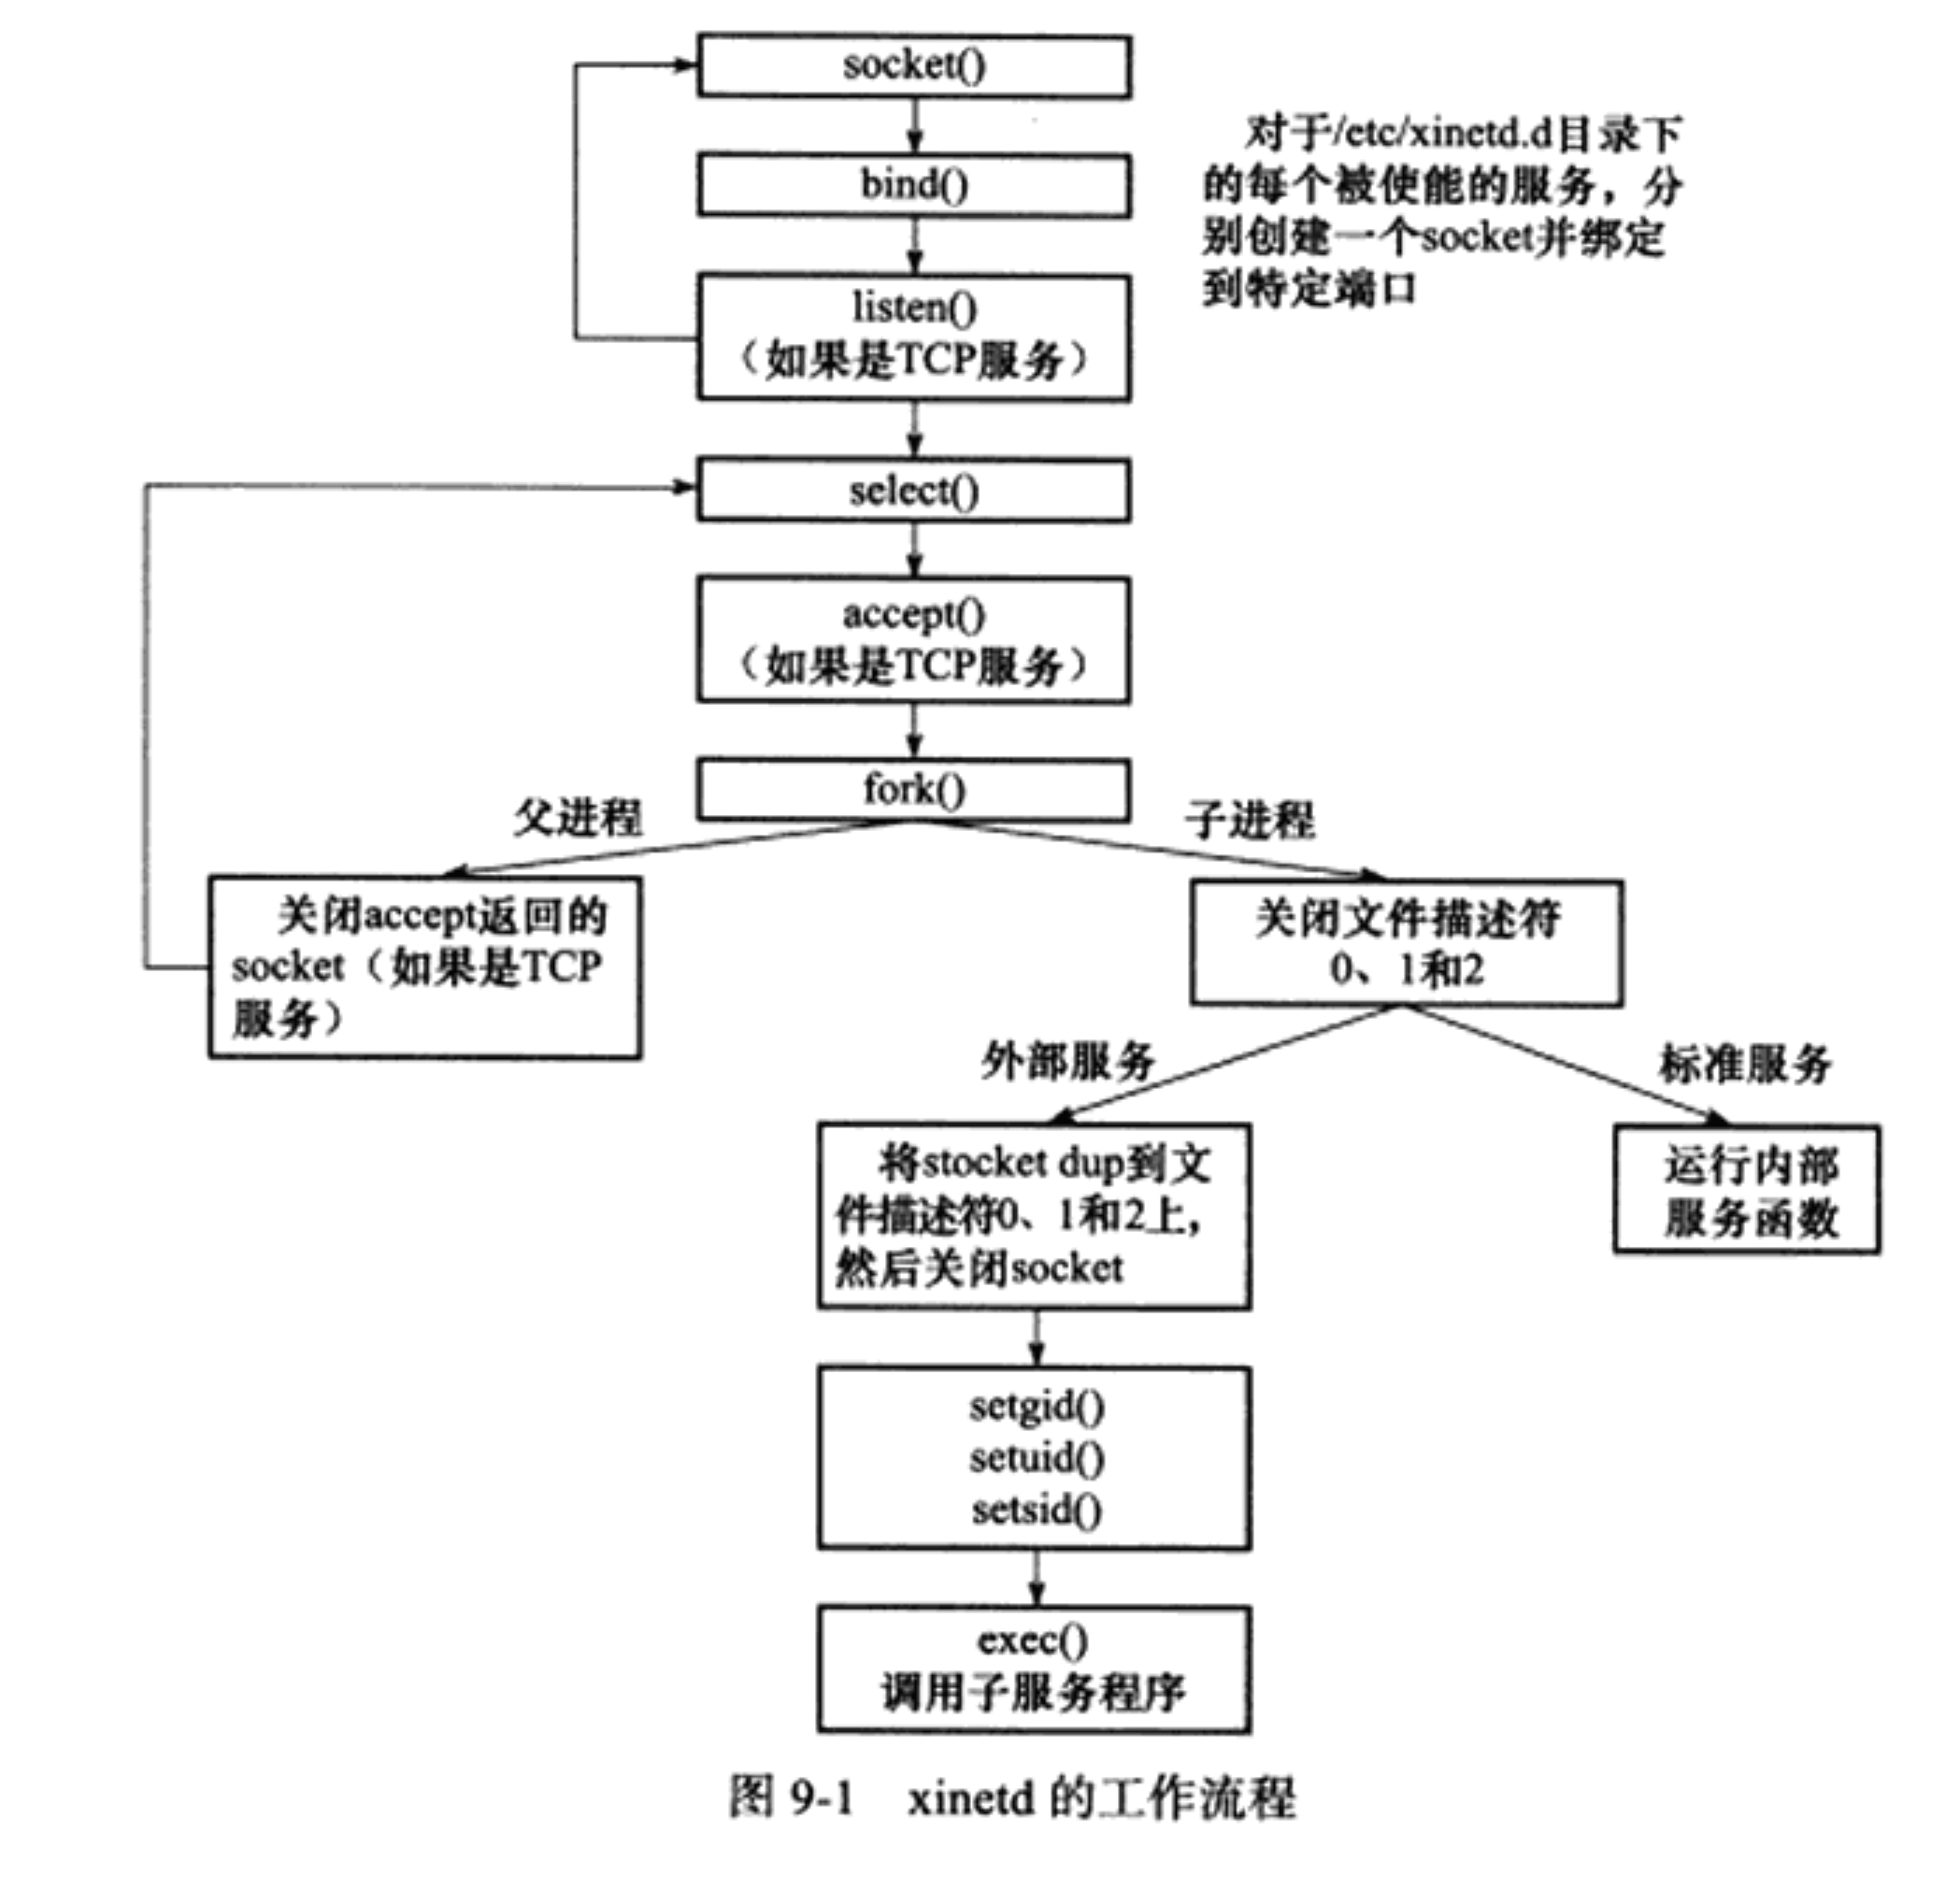 socket()
对于/etc/xinetd.d目录下
的每个被使能的服务，分
别创建一个socket并绑定
到特定端口
bind()
listen()
（如果是TCP服务）
select()
accept()
（如果是TCP服务）
fork()
父进程
子进程
关闭accept返回的
socket（如果是TCP
服务）
关闭文件描述符
0、1和2
外部服务
标准服务
将stocket dup到文
件描述符0、1和2上，
然后关闭socket
运行内部
服务函数
setgid()
setuid()
setsid()
exec()
调用子服务程序
图 9-1 xinetd 的工作流程